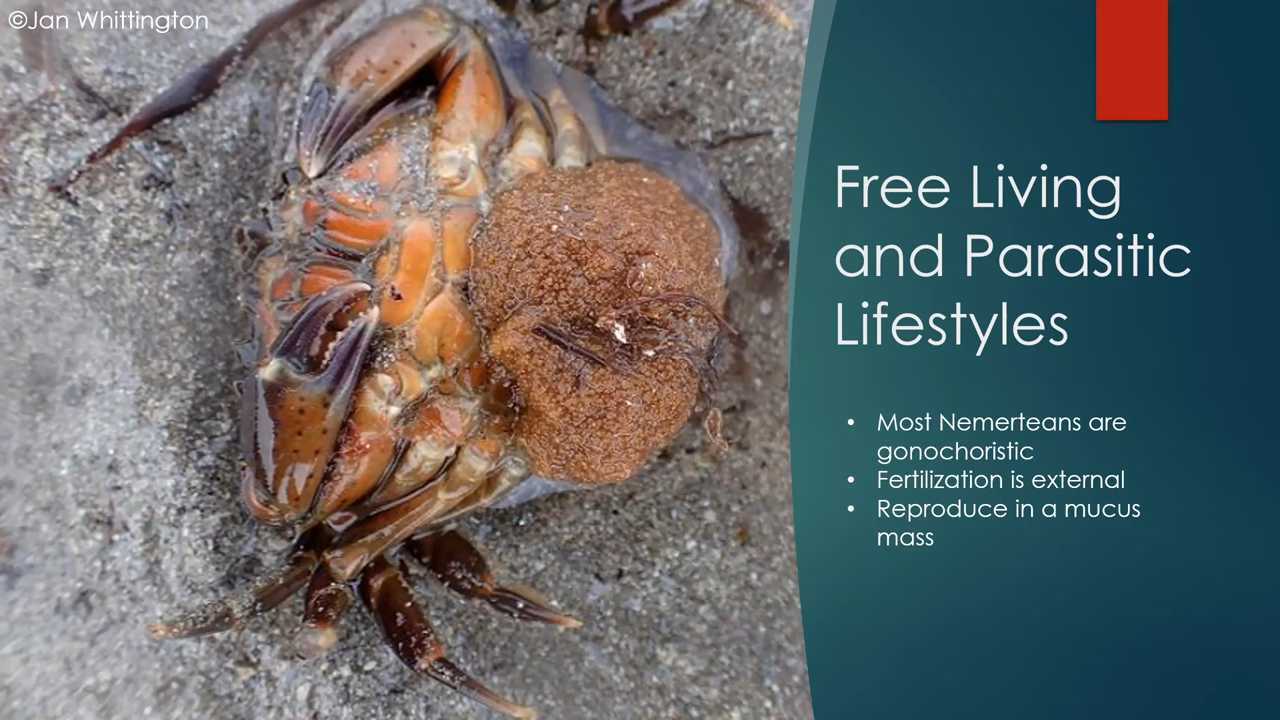 ©Jan Whittington
Free Living
and Parasitic
Lifestyles
• Most Nemerteans are
gonochoristic
• Fertilization is external
• Reproduce in a mucus
mass